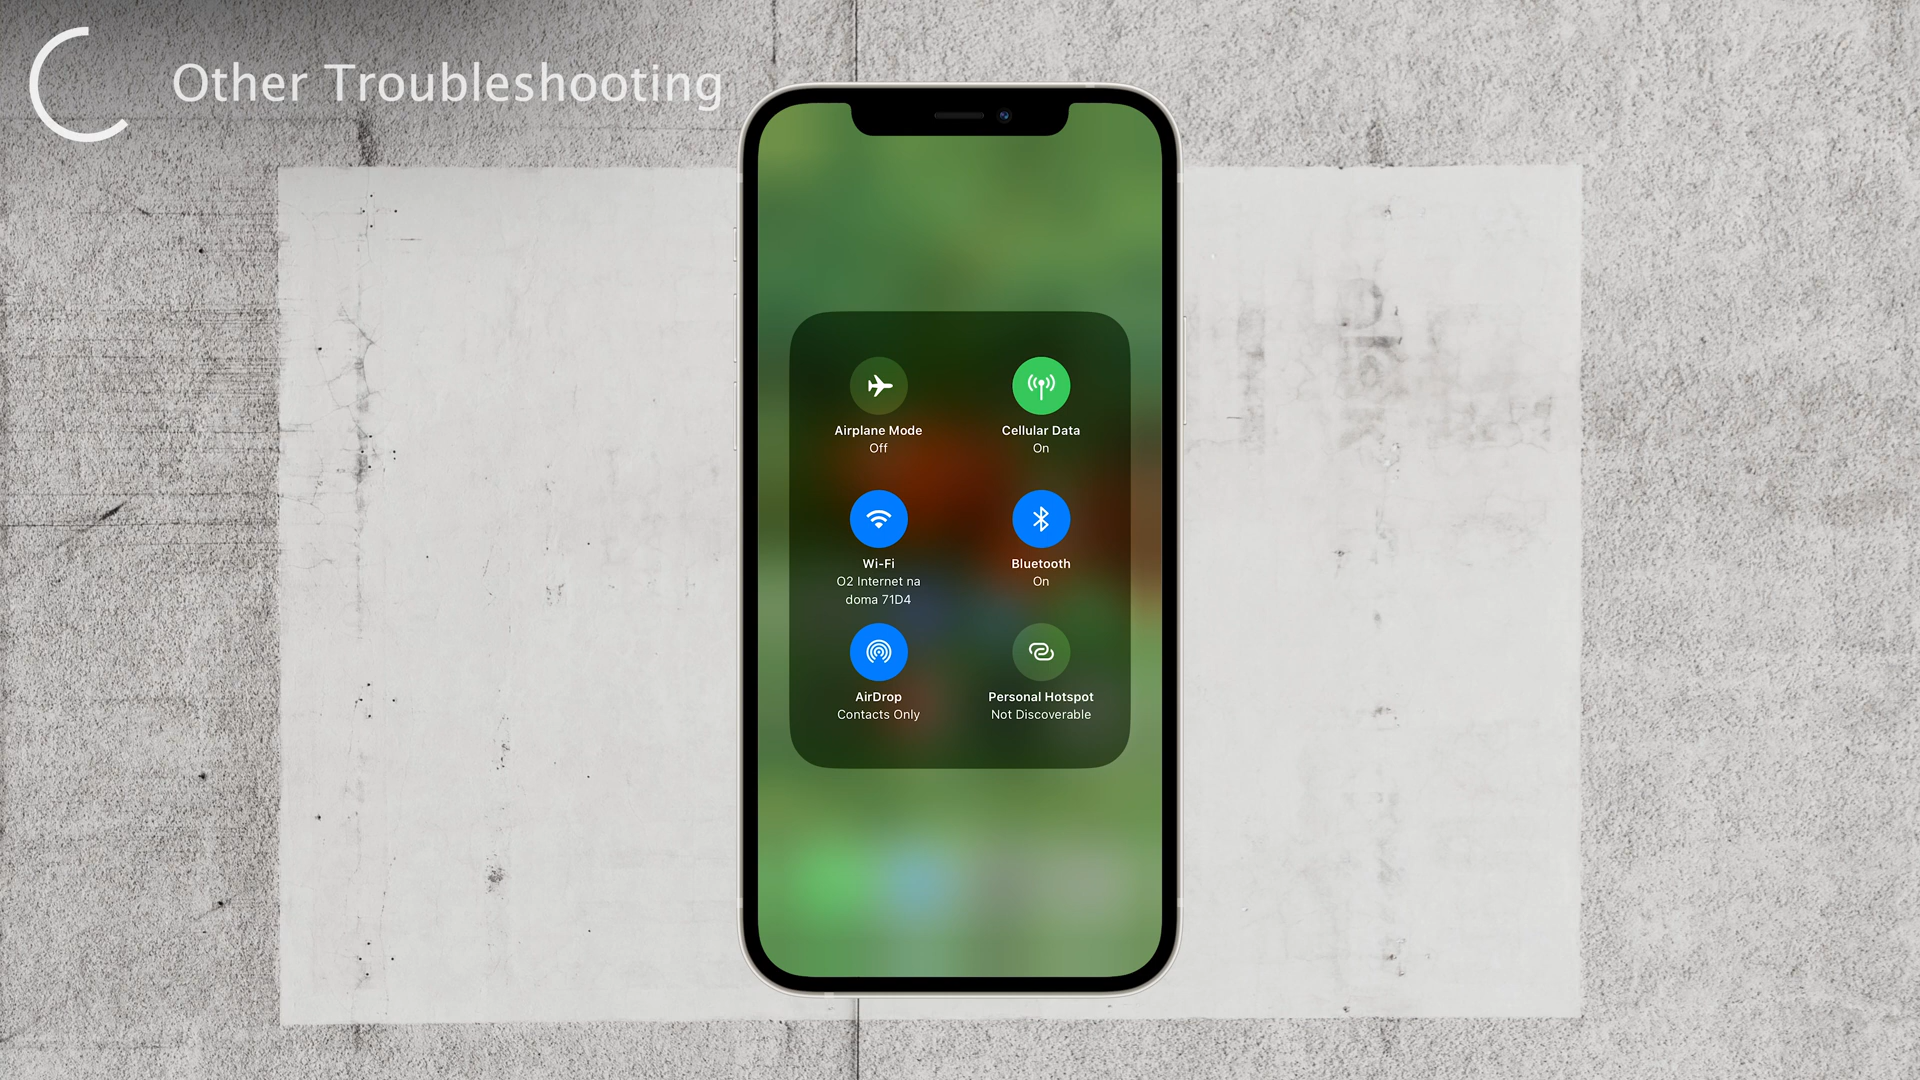 Other Troubleshooting
Airplane Mode
Off
Cellular Data
On
Wi-Fi
O2 Internet na
doma 71D4
Bluetooth
On
AirDrop
Contacts Only
Personal Hotspot
Not Discoverable